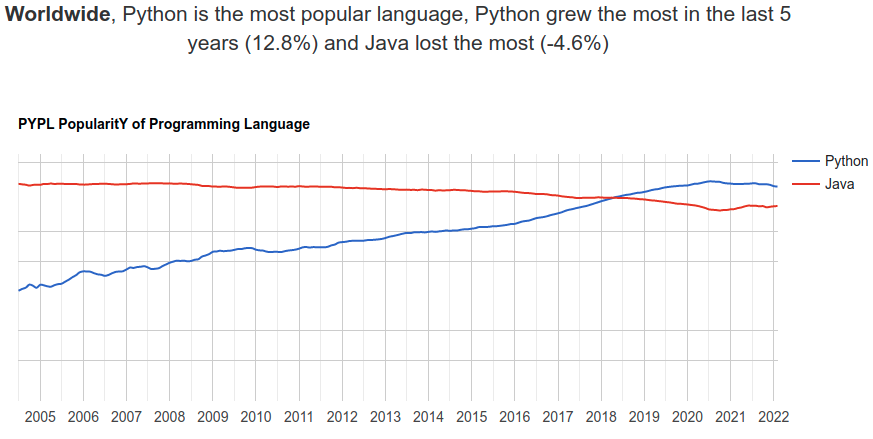 Worldwide, Python is the most popular language, Python grew the most in the last 5
years (12.8%) and Java lost the most (-4.6%)
PYPL PopularitY of Programming Language
Python
Java
2005 2006 2007 2008 2009 2010 2011 2012 2013 2014 2015 2016 2017 2018 2019 2020 2021 2022